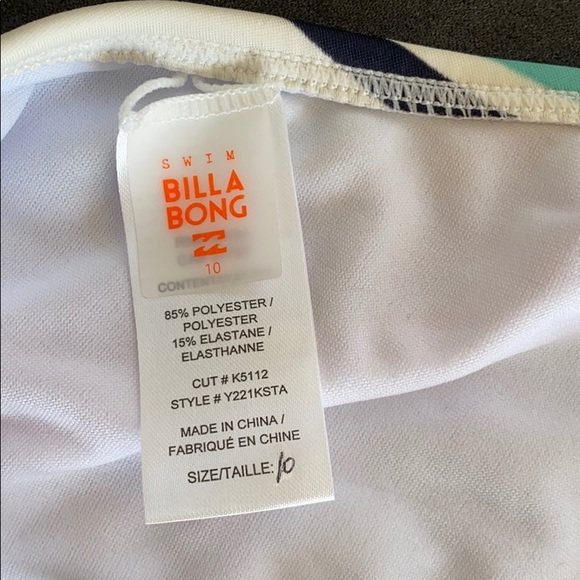 SWIM
BILLA
BONG
10
CONTEN
85% POLYESTER /
POLYESTER
15% ELASTANE /
ELASTHANNE
CUT # K5112
STYLE # Y221KSTA
MADE IN CHINA /
FABRIQUÉ EN CHINE
SIZE/TAILLE: 10